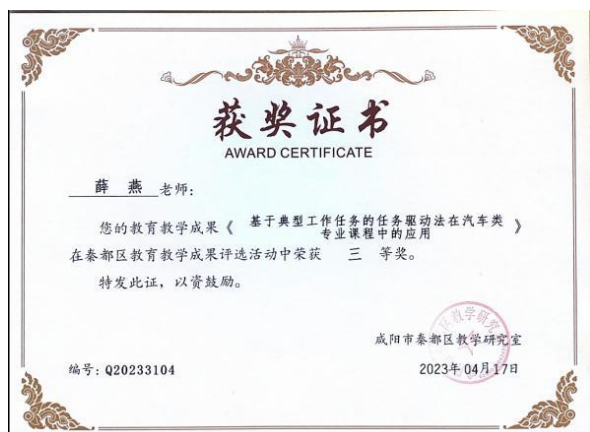 获奖证书
AWARD CERTIFICATE
薛 燕 老师:
您的教育教学成果《 基于典型工作任务的任务驱动法在汽车类
专业课程中的应用 》
在秦都区教育教学成果评选活动中荣获 三 等奖。
特发此证,以资鼓励。
咸阳市秦都区教学研究室
编号:Q20233104
2023年 04月 17日